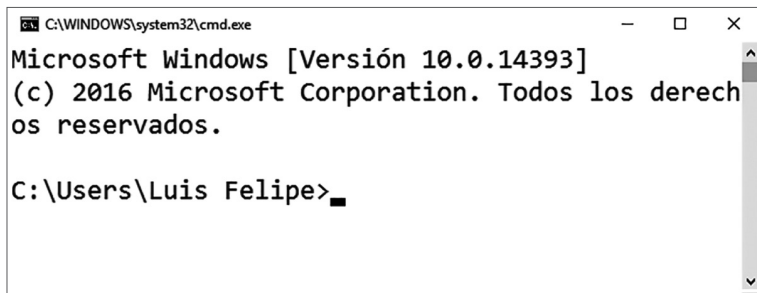 C:\WINDOWS\system32\cmd.exe
Microsoft Windows [Versión 10.0.14393]
(c) 2016 Microsoft Corporation. Todos los derech
os reservados.
C:\Users\Luis Felipe>